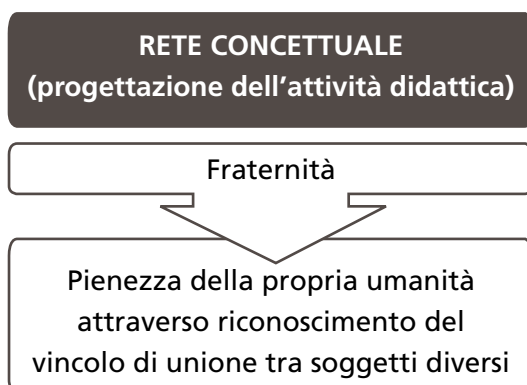 RETE CONCETTUALE
(progettazione dell’attività didattica)
Fraternità
Pienezza della propria umanità
attraverso riconoscimento del
vincolo di unione tra soggetti diversi